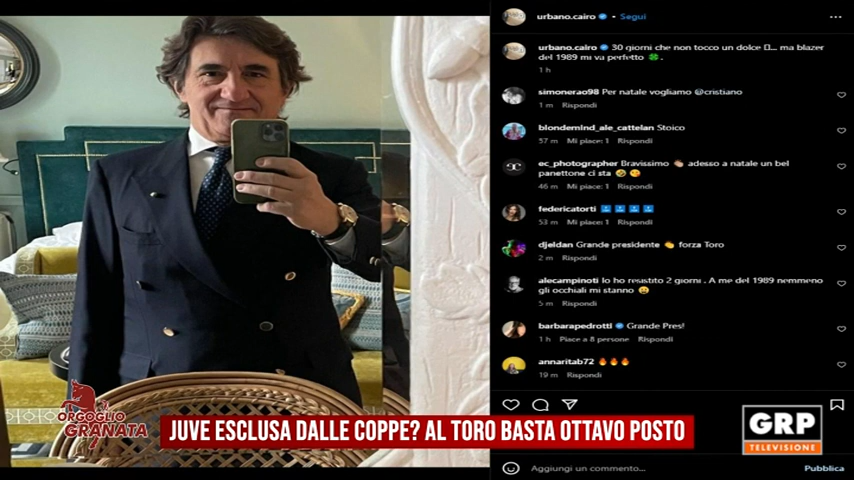 urbano.cairo • Segui
urbano.cairo 30 giorni che non tocco un dolce ... ma blazer
del 1989 mi va perfetto 🍀.
1 h
simonerao98 Per natale vogliamo @cristiano
1 m Rispondi
blondemind_ale_cattelan Stoico
57 m Mi piace: 1 Rispondi
ec_photographer Bravissimo 👏🏼 adesso a natale un bel
panettone ci sta 🤣 😘
46 m Mi piace: 1 Rispondi
federicatorti
53 m Mi piace: 1 Rispondi
djeldan Grande presidente 👏 forza Toro
2 m Rispondi
alecampinoti Io ho resistito 2 giorni . A me del 1989 nemmeno
gli occhiali mi stanno 😄
5 m Rispondi
barbarapedrotti Grande Pres!
1 h Piace a 8 persone Rispondi
annaritab72 🔥🔥🔥
19 m Rispondi
ORGOGLIO
GRANATA
JUVE ESCLUSA DALLE COPPE? AL TORO BASTA OTTAVO POSTO
GRP
TELEVISIONE
Aggiungi un commento...
Pubblica